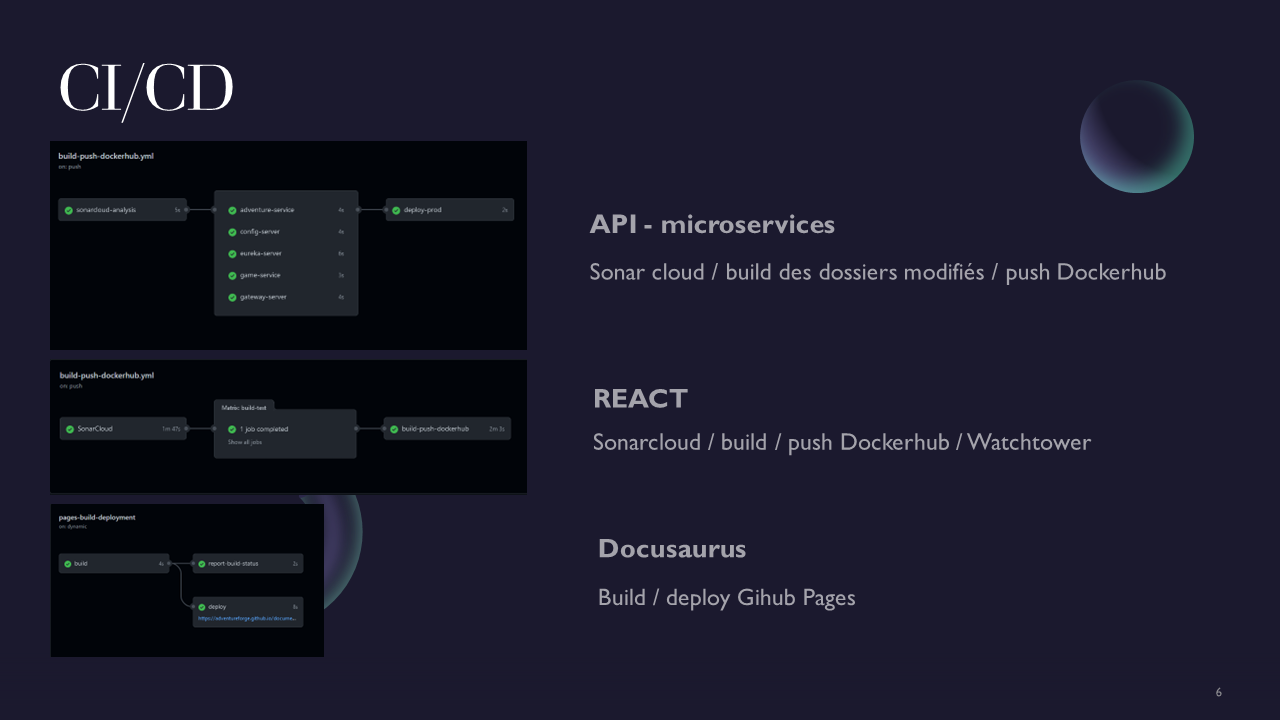 CI/CD
build-push-dockerhub.yml
on: push
sonarcloud-analysis 5s
adventure-service 4s
config-server 4s
eureka-server 6s
game-service 3s
gateway-server 4s
deploy-prod 2s
API - microservices
Sonar cloud / build des dossiers modifiés / push Dockerhub
build-push-dockerhub.yml
on: push
SonarCloud 1m 47s
Matrix: build-test
1 job completed
Show all jobs
build-push-dockerhub 2m 3s
REACT
Sonarcloud / build / push Dockerhub / Watchtower
pages-build-deployment
on: dynamic
build 4s
report-build-status 2s
deploy
https://adventureforge.github.io/docume...
Docusaurus
Build / deploy Gihub Pages
6